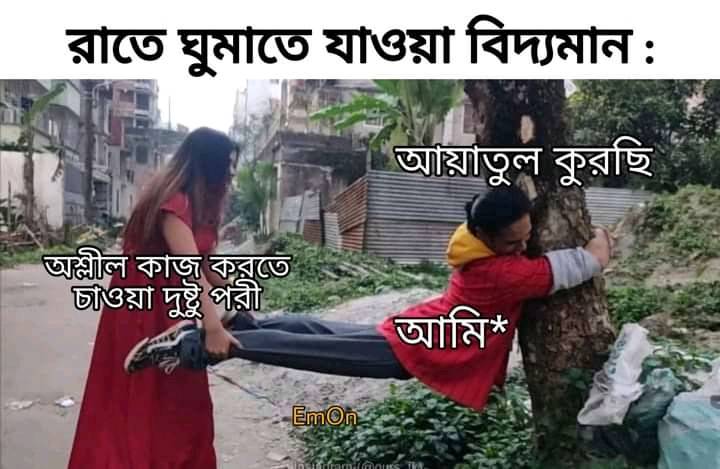 রাতে ঘুমাতে যাওয়া বিদ্যমান :
আয়াতুল কুরছি
অশ্লীল কাজ করতে
চাওয়া দুষ্টু পরী
আমি*
EmOn